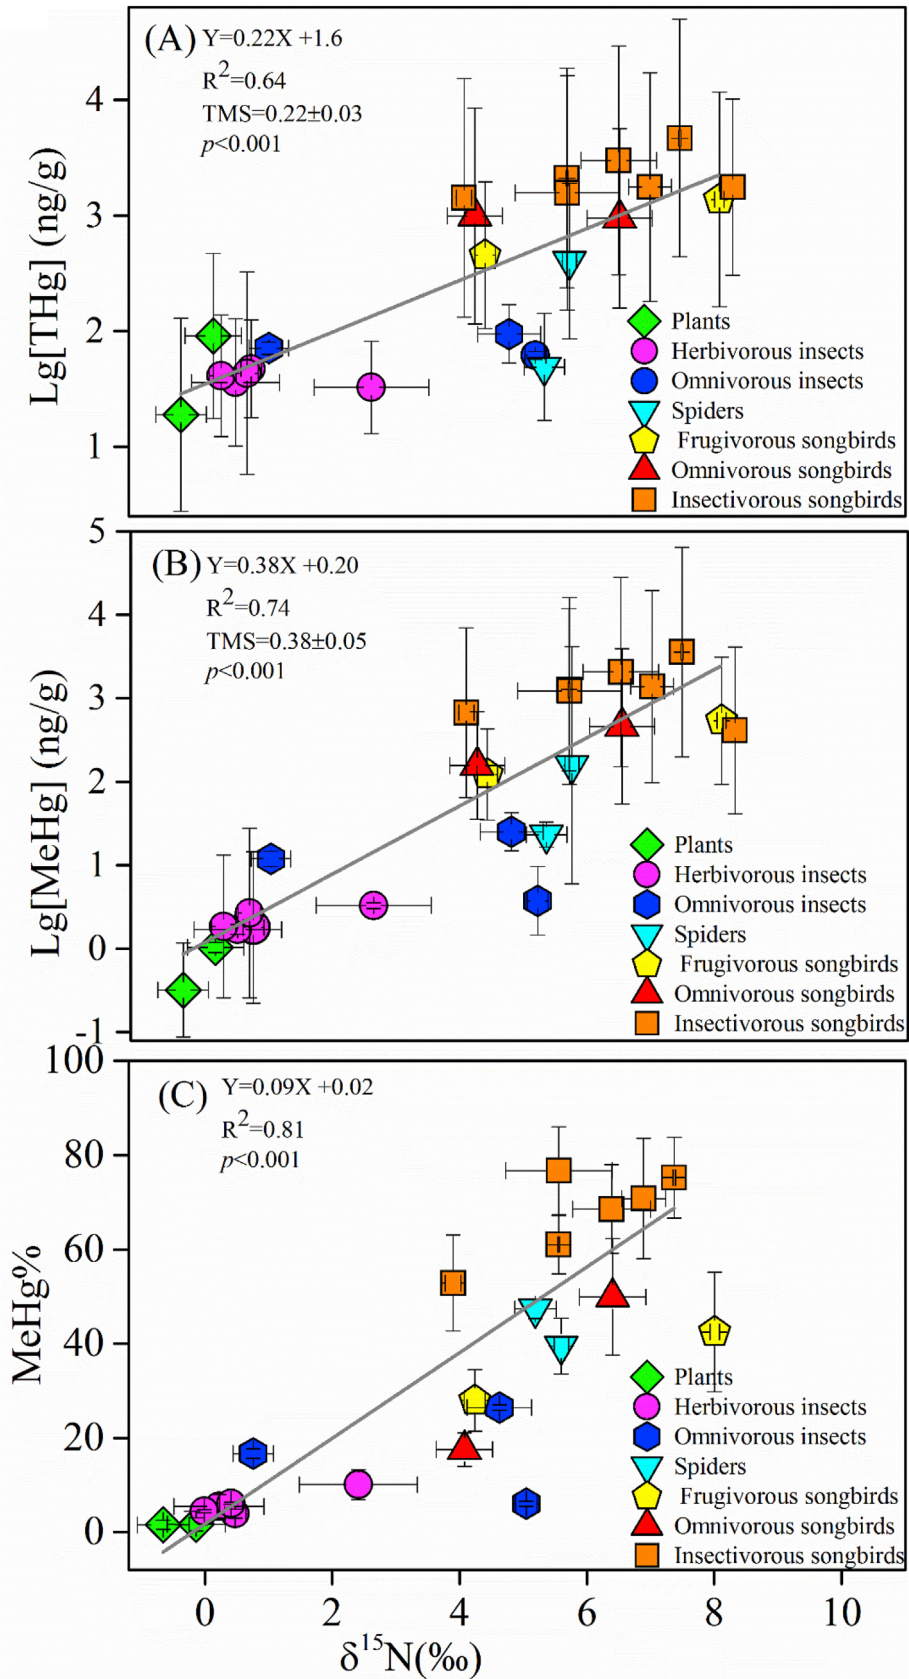 (A) Y=0.22X +1.6
R²=0.64
TMS=0.22±0.03
p<0.001
Lg[THg] (ng/g)
4
3
2
1
Plants
Herbivorous insects
Omnivorous insects
Spiders
Frugivorous songbirds
Omnivorous songbirds
Insectivorous songbirds
(B) Y=0.38X +0.20
R²=0.74
TMS=0.38±0.05
p<0.001
Lg[MeHg] (ng/g)
5
4
3
2
1
0
-1
Plants
Herbivorous insects
Omnivorous insects
Spiders
Frugivorous songbirds
Omnivorous songbirds
Insectivorous songbirds
(C) Y=0.09X +0.02
R²=0.81
p<0.001
MeHg%
100
80
60
40
20
0
Plants
Herbivorous insects
Omnivorous insects
Spiders
Frugivorous songbirds
Omnivorous songbirds
Insectivorous songbirds
0 2 4 6 8 10
δ¹⁵N(‰)